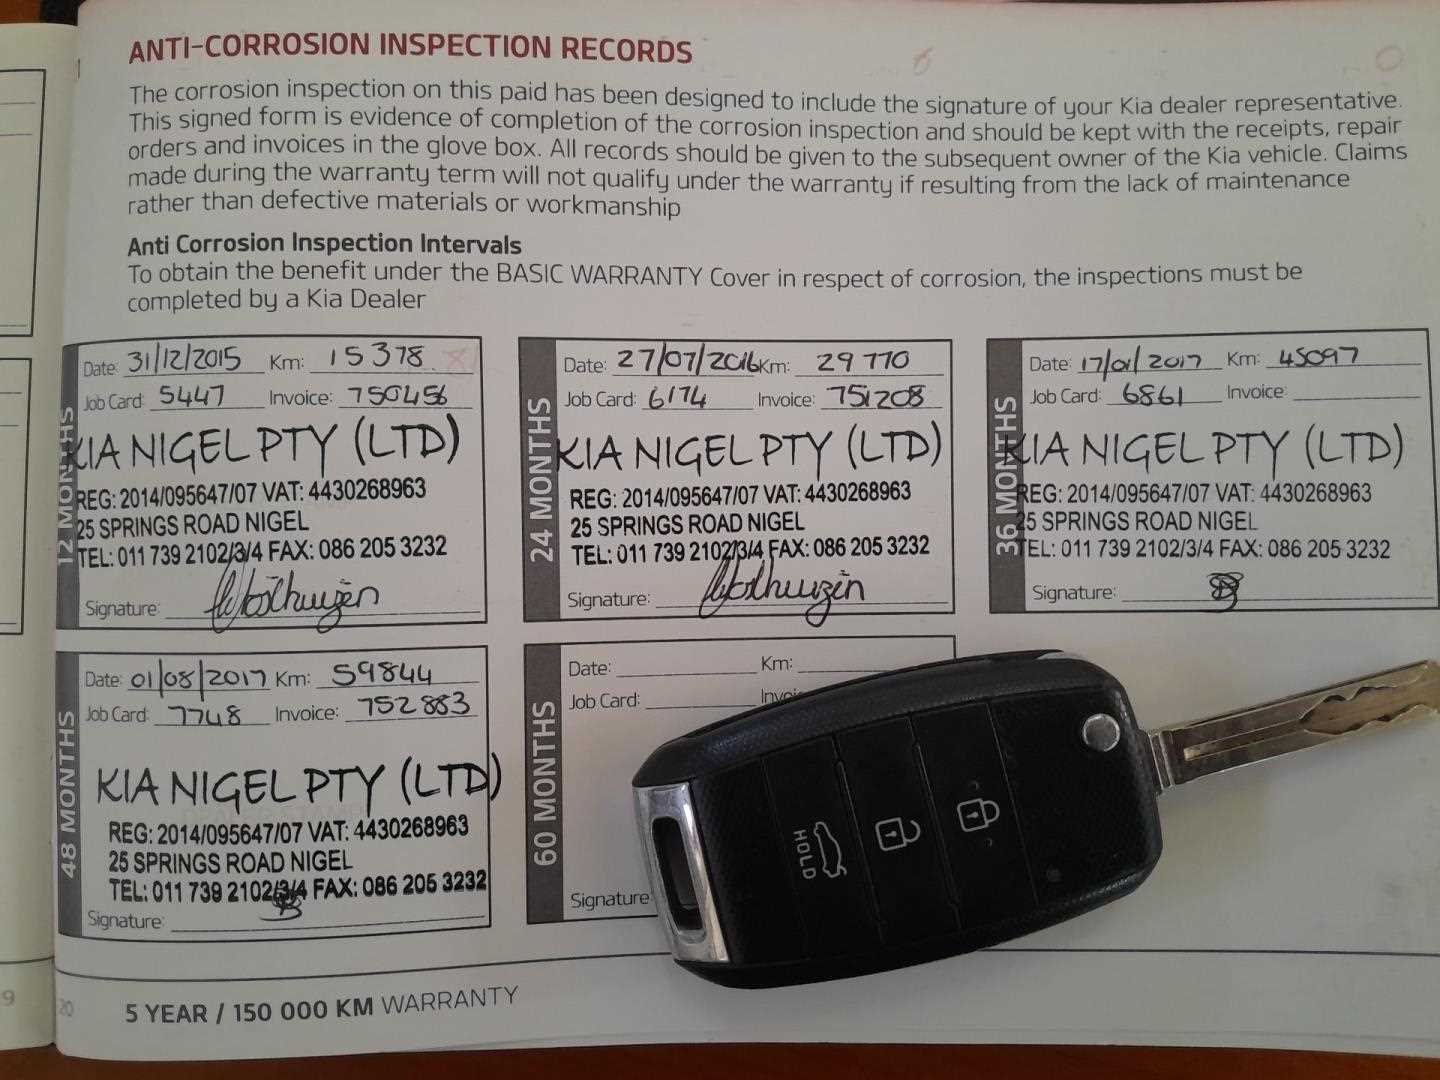 ANTI-CORROSION INSPECTION RECORDS
The corrosion inspection on this paid has been designed to include the signature of your Kia dealer representative.
This signed form is evidence of completion of the corrosion inspection and should be kept with the receipts, repair
orders and invoices in the glove box. All records should be given to the subsequent owner of the Kia vehicle. Claims
made during the warranty term will not qualify under the warranty if resulting from the lack of maintenance
rather than defective materials or workmanship
Anti Corrosion Inspection Intervals
To obtain the benefit under the BASIC WARRANTY Cover in respect of corrosion, the inspections must be
completed by a Kia Dealer
12 MONTHS
Date: 31/12/2015 Km: 15378
Job Card: 5447 Invoice: 750456
KIA NIGEL PTY (LTD)
REG: 2014/095647/07 VAT: 4430268963
25 SPRINGS ROAD NIGEL
TEL: 011 739 2102/3/4 FAX: 086 205 3232
Signature:
24 MONTHS
Date: 27/07/2016 Km: 29770
Job Card: 6174 Invoice: 751208
KIA NIGEL PTY (LTD)
REG: 2014/095647/07 VAT: 4430268963
25 SPRINGS ROAD NIGEL
TEL: 011 739 2102/3/4 FAX: 086 205 3232
Signature:
36 MONTHS
Date: 17/01/2017 Km: 45097
Job Card: 6861 Invoice:
KIA NIGEL PTY (LTD)
REG: 2014/095647/07 VAT: 4430268963
25 SPRINGS ROAD NIGEL
TEL: 011 739 2102/3/4 FAX: 086 205 3232
Signature:
48 MONTHS
Date: 01/08/2017 Km: 59844
Job Card: 7748 Invoice: 752883
KIA NIGEL PTY (LTD)
REG: 2014/095647/07 VAT: 4430268963
25 SPRINGS ROAD NIGEL
TEL: 011 739 2102/3/4 FAX: 086 205 3232
Signature:
60 MONTHS
Date: Km:
Job Card: Invoi
Signature
HOLD
9
20
5 YEAR / 150 000 KM WARRANTY